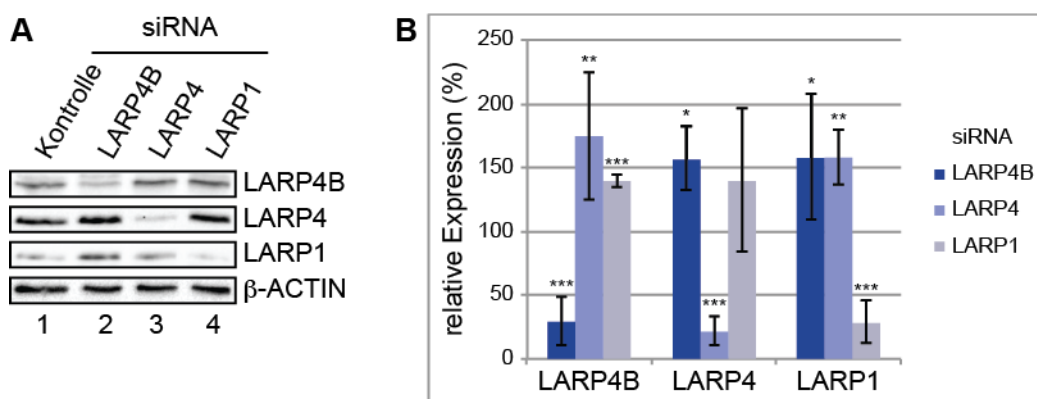 A
siRNA
Kontrolle
LARP4B
LARP4
LARP1
LARP4B
LARP4
LARP1
β-ACTIN
1 2 3 4
B
relative Expression (%)
250
200
150
100
50
0
***
**
***
*
***
*
**
***
LARP4B LARP4 LARP1
siRNA
LARP4B
LARP4
LARP1